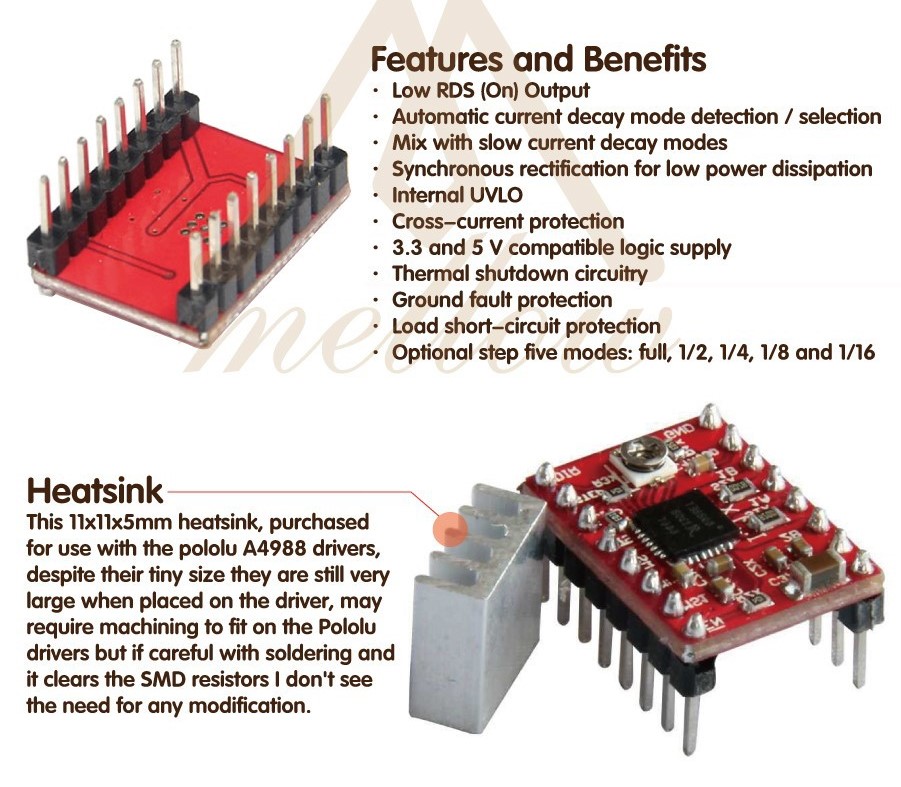 Features and Benefits
· Low RDS (On) Output
· Automatic current decay mode detection / selection
· Mix with slow current decay modes
· Synchronous rectification for low power dissipation
· Internal UVLO
· Cross-current protection
· 3.3 and 5 V compatible logic supply
· Thermal shutdown circuitry
· Ground fault protection
· Load short-circuit protection
· Optional step five modes: full, 1/2, 1/4, 1/8 and 1/16
mellow
Heatsink
This 11x11x5mm heatsink, purchased
for use with the pololu A4988 drivers,
despite their tiny size they are still very
large when placed on the driver, may
require machining to fit on the Pololu
drivers but if careful with soldering and
it clears the SMD resistors I don't see
the need for any modification.
GND
DIR